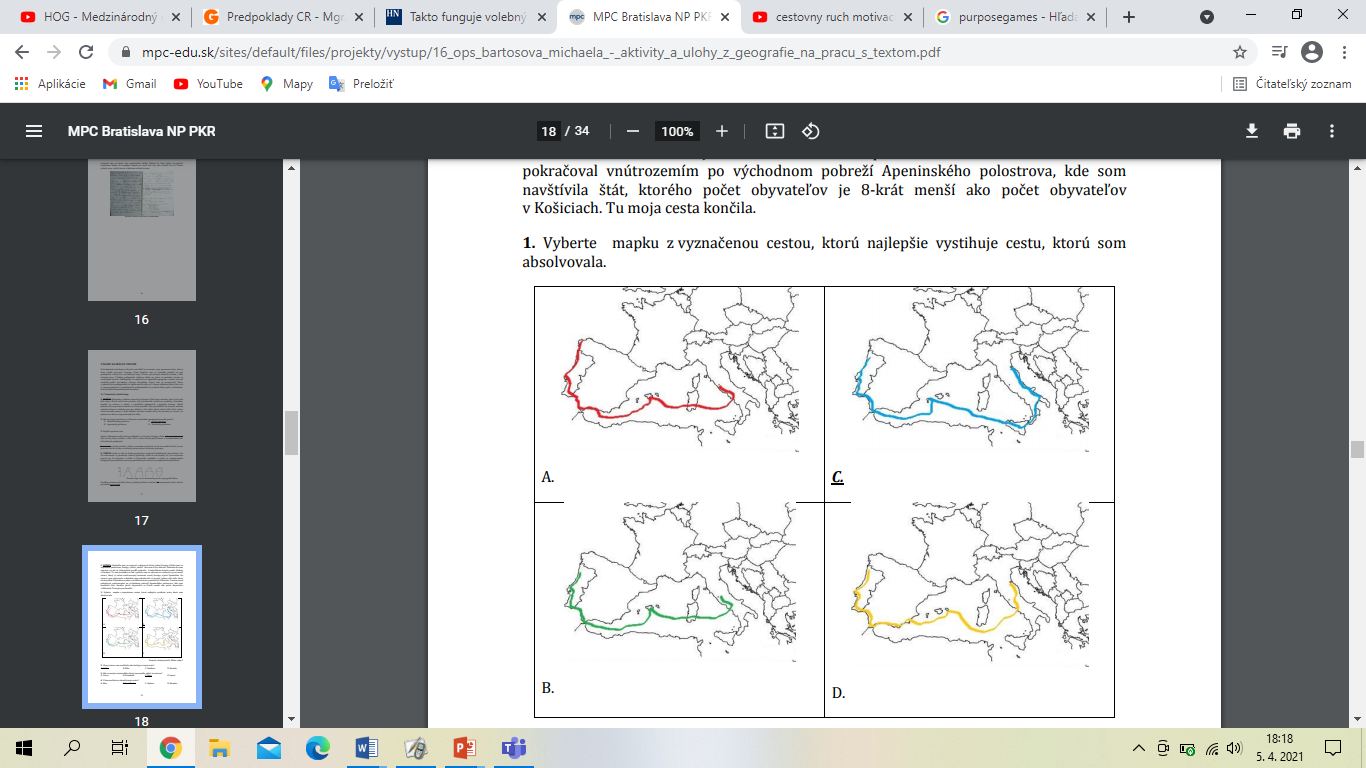 HOG - Medzinárodný
Predpoklady CR - Mgr
Takto funguje volebný
MPC Bratislava NP PKR
cestovny ruch motivac
purposegames - Hľada
mpc-edu.sk/sites/default/files/projekty/vystup/16_ops_bartosova_michaela_-_aktivity_a_ulohy_z_geografie_na_pracu_s_textom.pdf
Aplikácie
Gmail
YouTube
Mapy
Preložiť
Čitateľský zoznam
MPC Bratislava NP PKR
18 / 34
100%
16
17
18
pokračoval vnútrozemím po východnom pobreží Apeninského polostrova, kde som
navštívila štát, ktorého počet obyvateľov je 8-krát menší ako počet obyvateľov
v Košiciach. Tu moja cesta končila.
1. Vyberte mapku z vyznačenou cestou, ktorú najlepšie vystihuje cestu, ktorú som
absolvovala.
A.
C.
B.
D.
18:18
5. 4. 2021